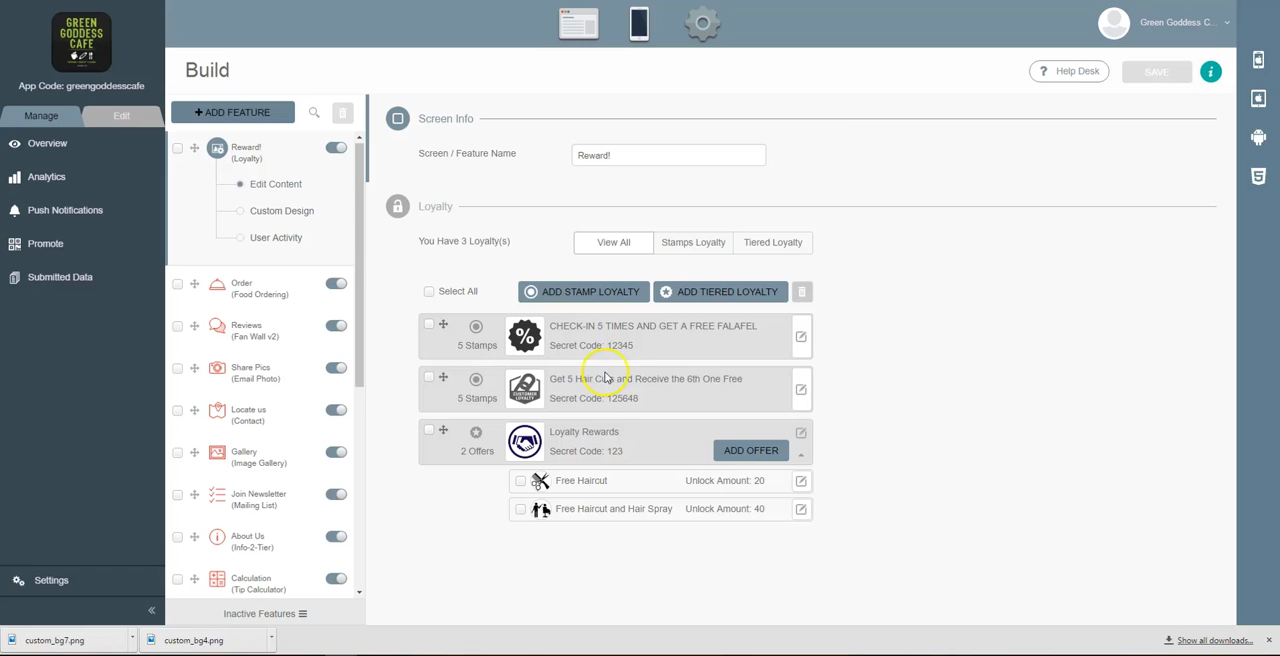 GREEN
GODDESS
CAFE
App Code: greengoddesscafe
Manage
Edit
Overview
Analytics
Push Notifications
Promote
Submitted Data
Settings
«
Green Goddess C...
Build
? Help Desk
SAVE
i
+ ADD FEATURE
Reward!
(Loyalty)
Edit Content
Custom Design
User Activity
Order
(Food Ordering)
Reviews
(Fan Wall v2)
Share Pics
(Email Photo)
Locate us
(Contact)
Gallery
(Image Gallery)
Join Newsletter
(Mailing List)
About Us
(Info-2-Tier)
Calculation
(Tip Calculator)
Inactive Features
Screen Info
Screen / Feature Name
Reward!
Loyalty
You Have 3 Loyalty(s)
View All
Stamps Loyalty
Tiered Loyalty
Select All
ADD STAMP LOYALTY
ADD TIERED LOYALTY
5 Stamps
%
CHECK-IN 5 TIMES AND GET A FREE FALAFEL
Secret Code: 12345
5 Stamps
CUSTOMER
LOYALTY
Get 5 Hair Cuts and Receive the 6th One Free
Secret Code: 125648
2 Offers
Loyalty Rewards
Secret Code: 123
ADD OFFER
Free Haircut
Unlock Amount: 20
Free Haircut and Hair Spray
Unlock Amount: 40
custom_bg7.png
custom_bg4.png
Show all downloads...